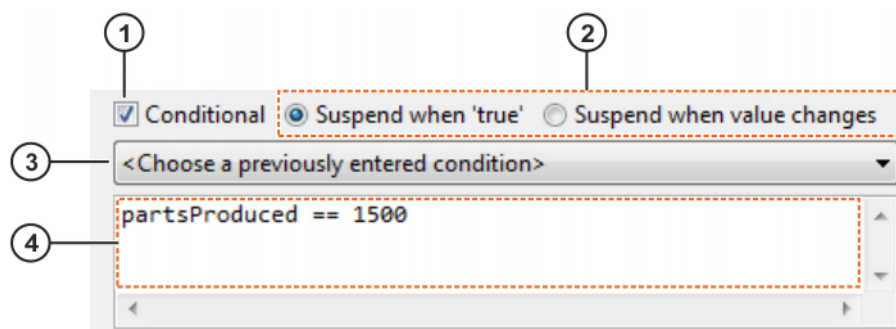 1 2
Conditional Suspend when 'true' Suspend when value changes
3 <Choose a previously entered condition>
partsProduced == 1500
4